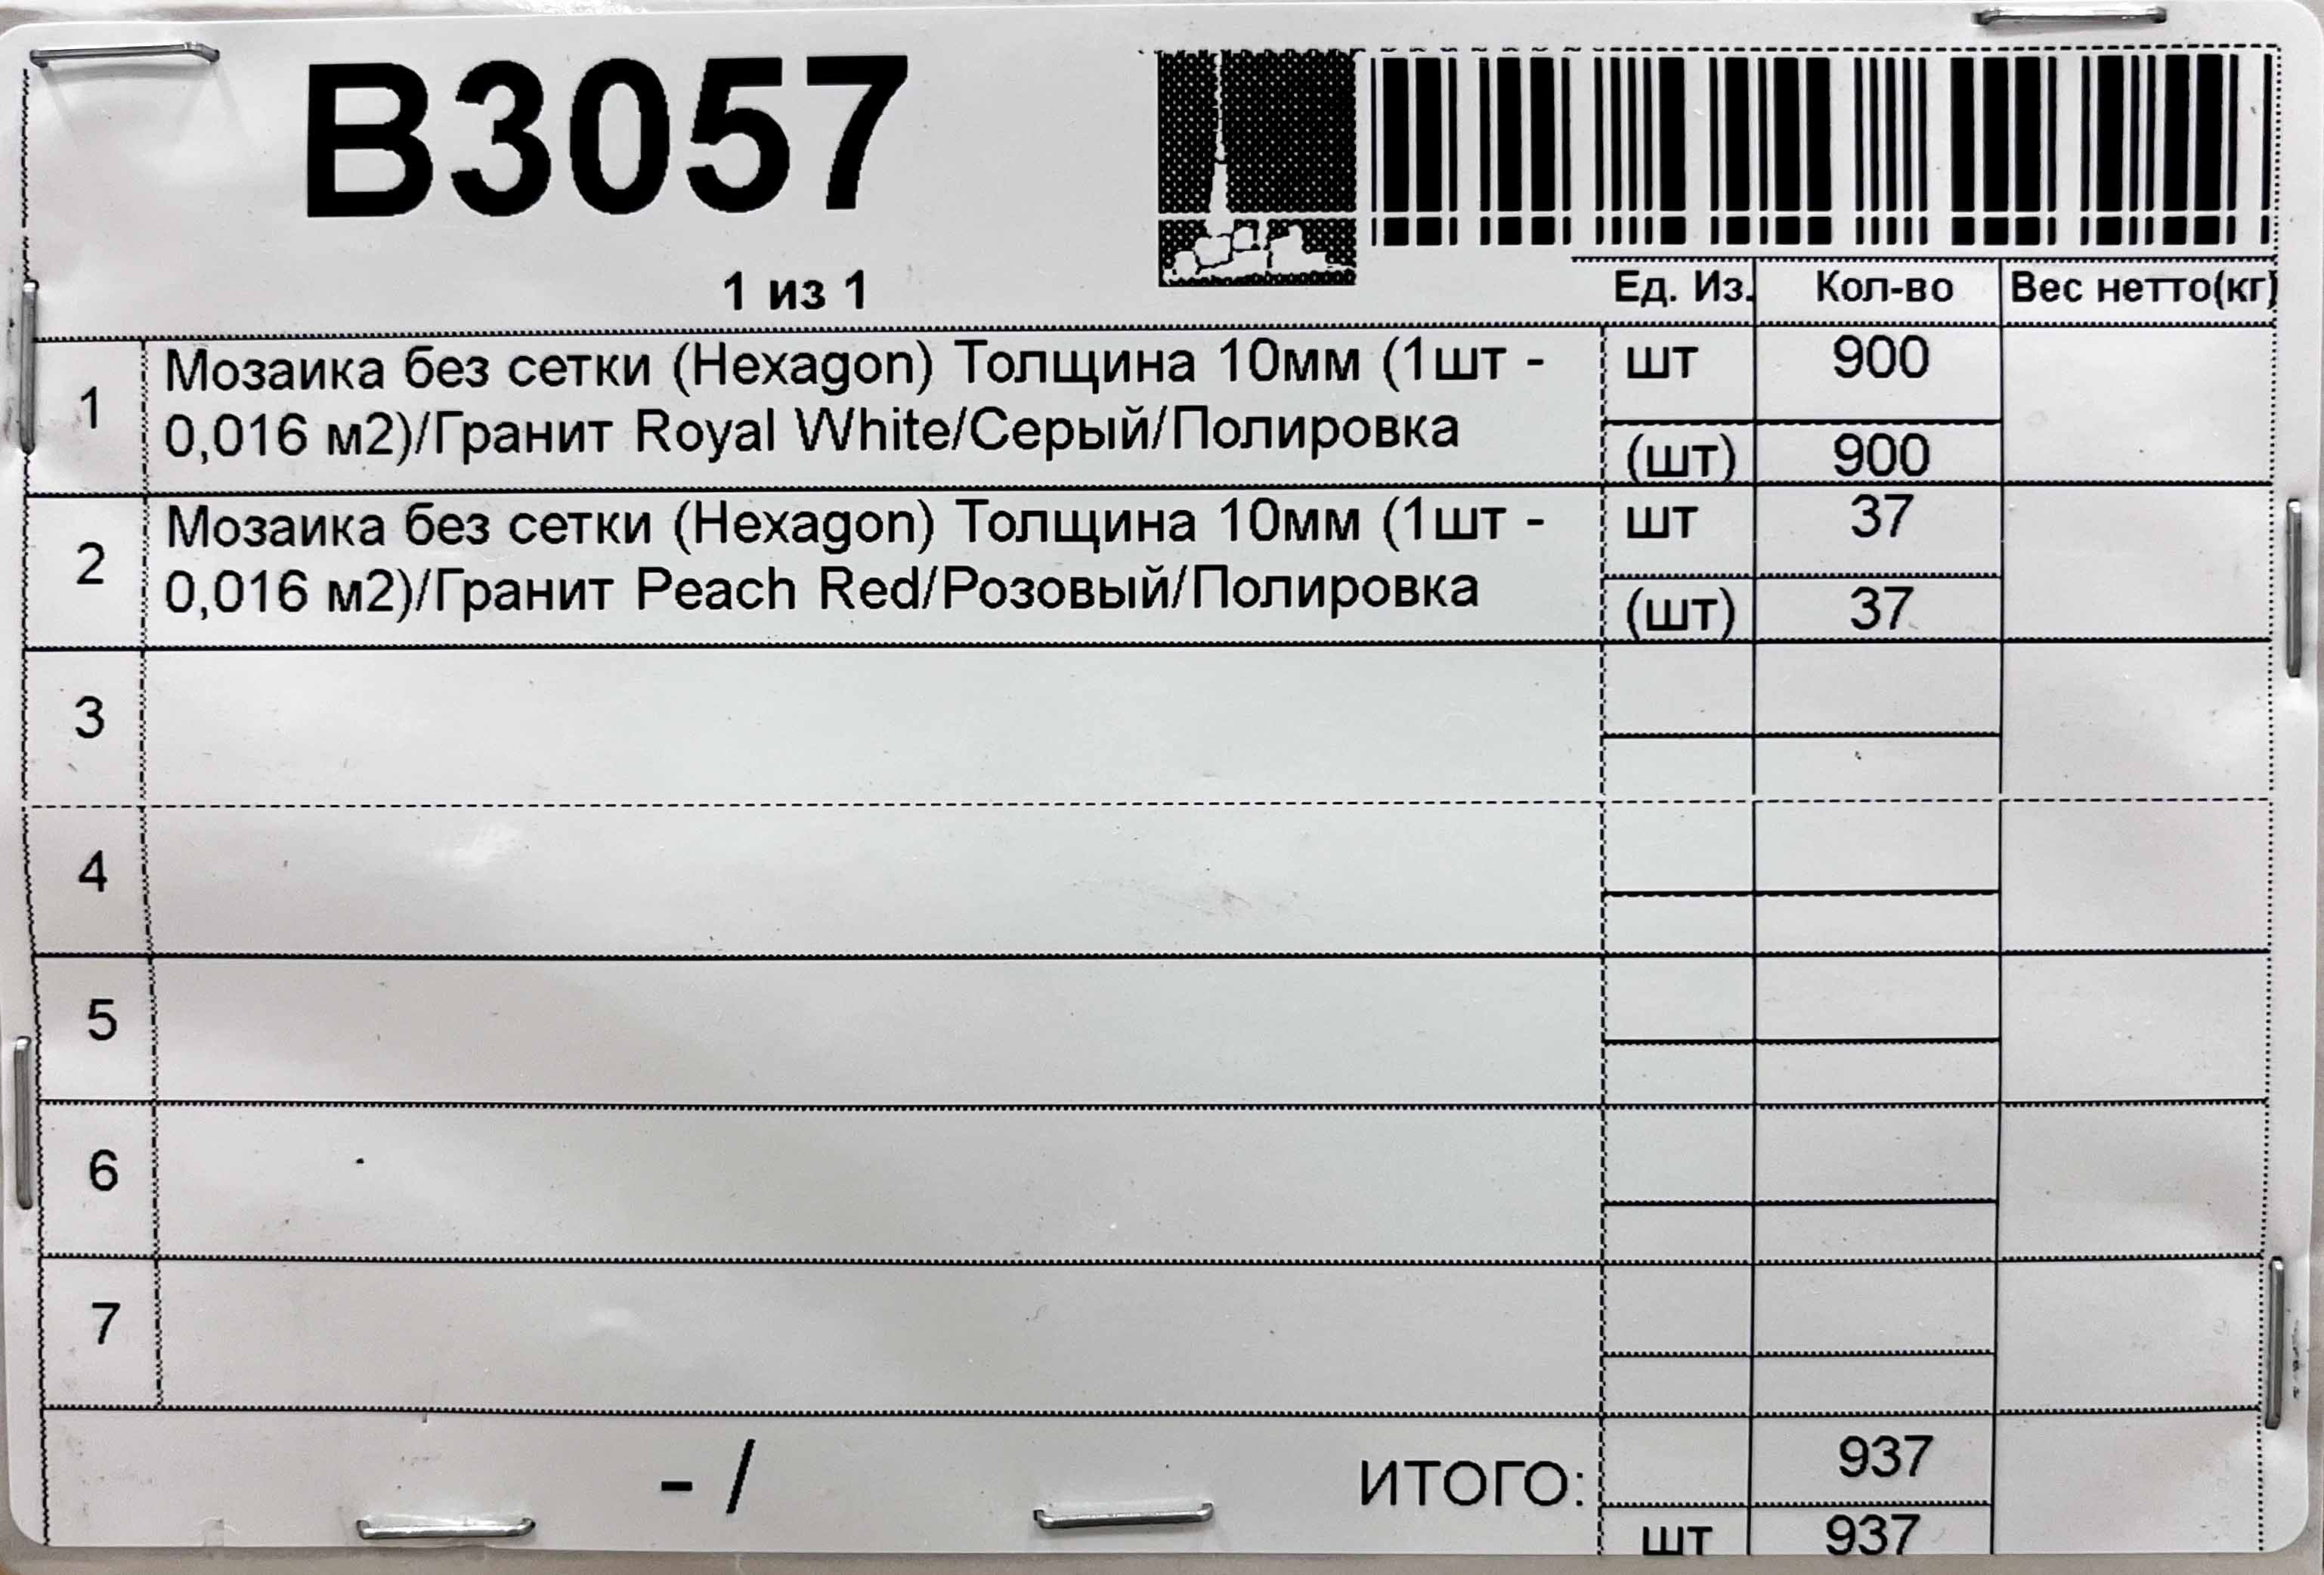 В3057
1 из 1
Ед. Из. Кол-во Вес нетто(кг)
1 Мозаика без сетки (Hexagon) Толщина 10мм (1шт - шт 900
0,016 м2)/Гранит Royal White/Серый/Полировка (шт) 900
2 Мозаика без сетки (Hexagon) Толщина 10мм (1шт - шт 37
0,016 м2)/Гранит Peach Red/Розовый/Полировка (шт) 37
3
4
5
6
7
- / ИТОГО: 937
шт 937